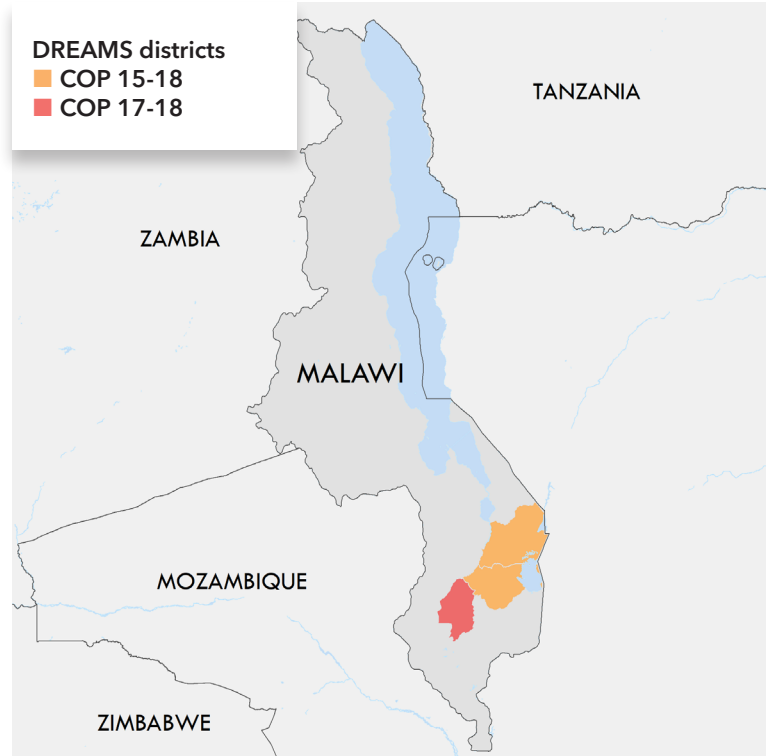 DREAMS districts
COP 15-18
COP 17-18
TANZANIA
ZAMBIA
MALAWI
MOZAMBIQUE
ZIMBABWE